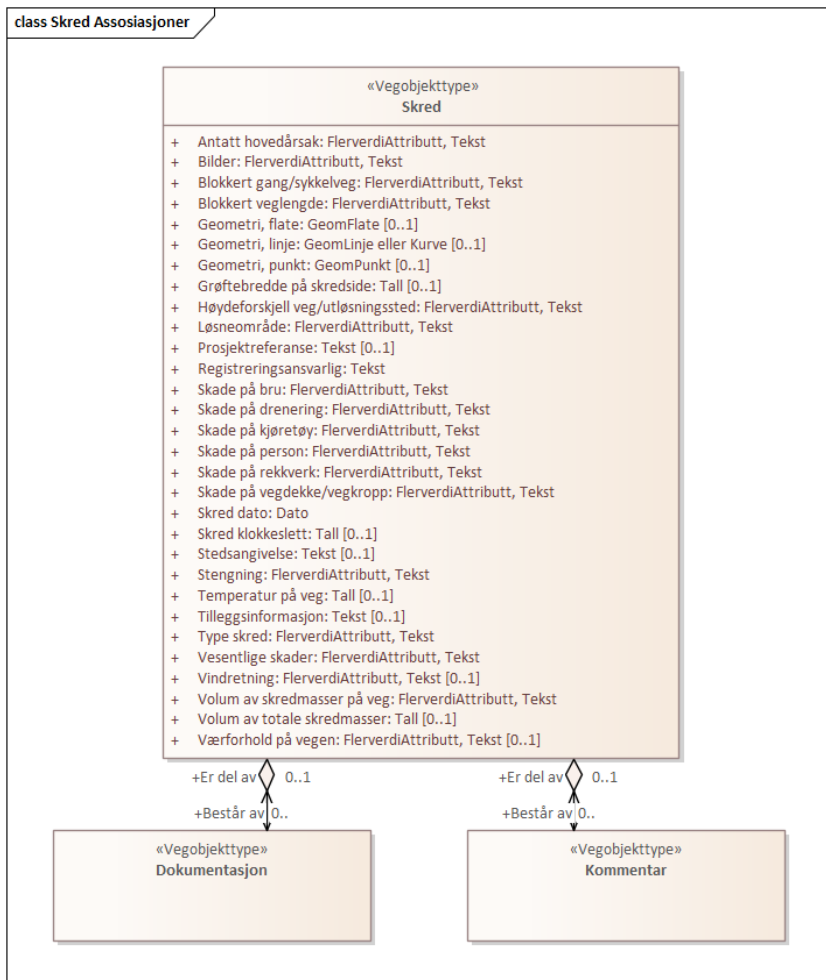 class Skred Assosiasjoner
«Vegobjekttype»
Skred
+ Antatt hovedårsak: FlerverdiAttributt, Tekst
+ Bilder: FlerverdiAttributt, Tekst
+ Blokkert gang/sykkelveg: FlerverdiAttributt, Tekst
+ Blokkert veglengde: FlerverdiAttributt, Tekst
+ Geometri, flate: GeomFlate [0..1]
+ Geometri, linje: GeomLinje eller Kurve [0..1]
+ Geometri, punkt: GeomPunkt [0..1]
+ Grøftebredde på skredside: Tall [0..1]
+ Høydeforskjell veg/utløsningssted: FlerverdiAttributt, Tekst
+ Løsneområde: FlerverdiAttributt, Tekst
+ Prosjektreferanse: Tekst [0..1]
+ Registreringsansvarlig: Tekst
+ Skade på bru: FlerverdiAttributt, Tekst
+ Skade på drenering: FlerverdiAttributt, Tekst
+ Skade på kjøretøy: FlerverdiAttributt, Tekst
+ Skade på person: FlerverdiAttributt, Tekst
+ Skade på rekkverk: FlerverdiAttributt, Tekst
+ Skade på vegdekke/vegkropp: FlerverdiAttributt, Tekst
+ Skred dato: Dato
+ Skred klokkeslett: Tall [0..1]
+ Stedsangivelse: Tekst [0..1]
+ Stengning: FlerverdiAttributt, Tekst
+ Temperatur på veg: Tall [0..1]
+ Tilleggsinformasjon: Tekst [0..1]
+ Type skred: FlerverdiAttributt, Tekst
+ Vesentlige skader: FlerverdiAttributt, Tekst
+ Vindretning: FlerverdiAttributt, Tekst [0..1]
+ Volum av skredmasser på veg: FlerverdiAttributt, Tekst
+ Volum av totale skredmasser: Tall [0..1]
+ Værforhold på vegen: FlerverdiAttributt, Tekst [0..1]
+Er del av 0..1
+Er del av 0..1
+Består av 0..
+Består av 0..
«Vegobjekttype»
Dokumentasjon
«Vegobjekttype»
Kommentar